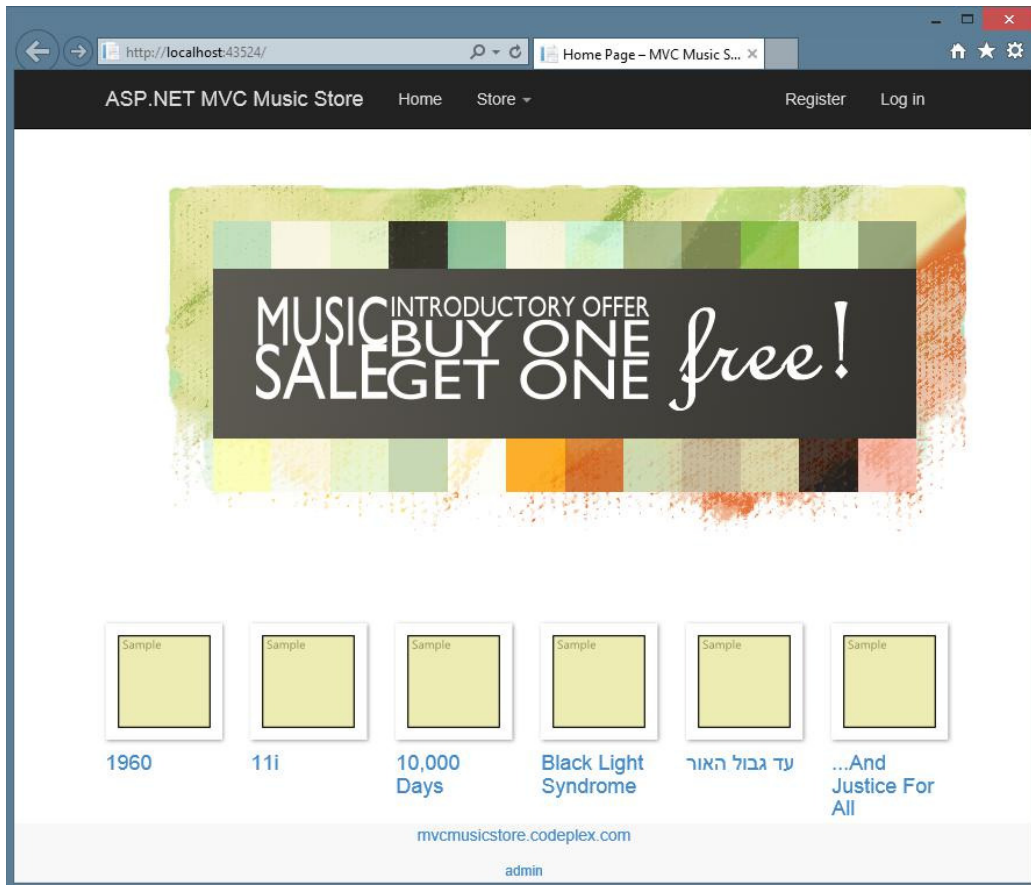 http://localhost:43524/
Home Page – MVC Music S...
ASP.NET MVC Music Store
Home
Store
Register
Log in
MUSIC SALE
INTRODUCTORY OFFER
BUY ONE
GET ONE
free!
Sample
Sample
Sample
Sample
Sample
Sample
1960
11i
10,000
Days
Black Light
Syndrome
עד גבול האור
...And
Justice For
All
mvcmusicstore.codeplex.com
admin